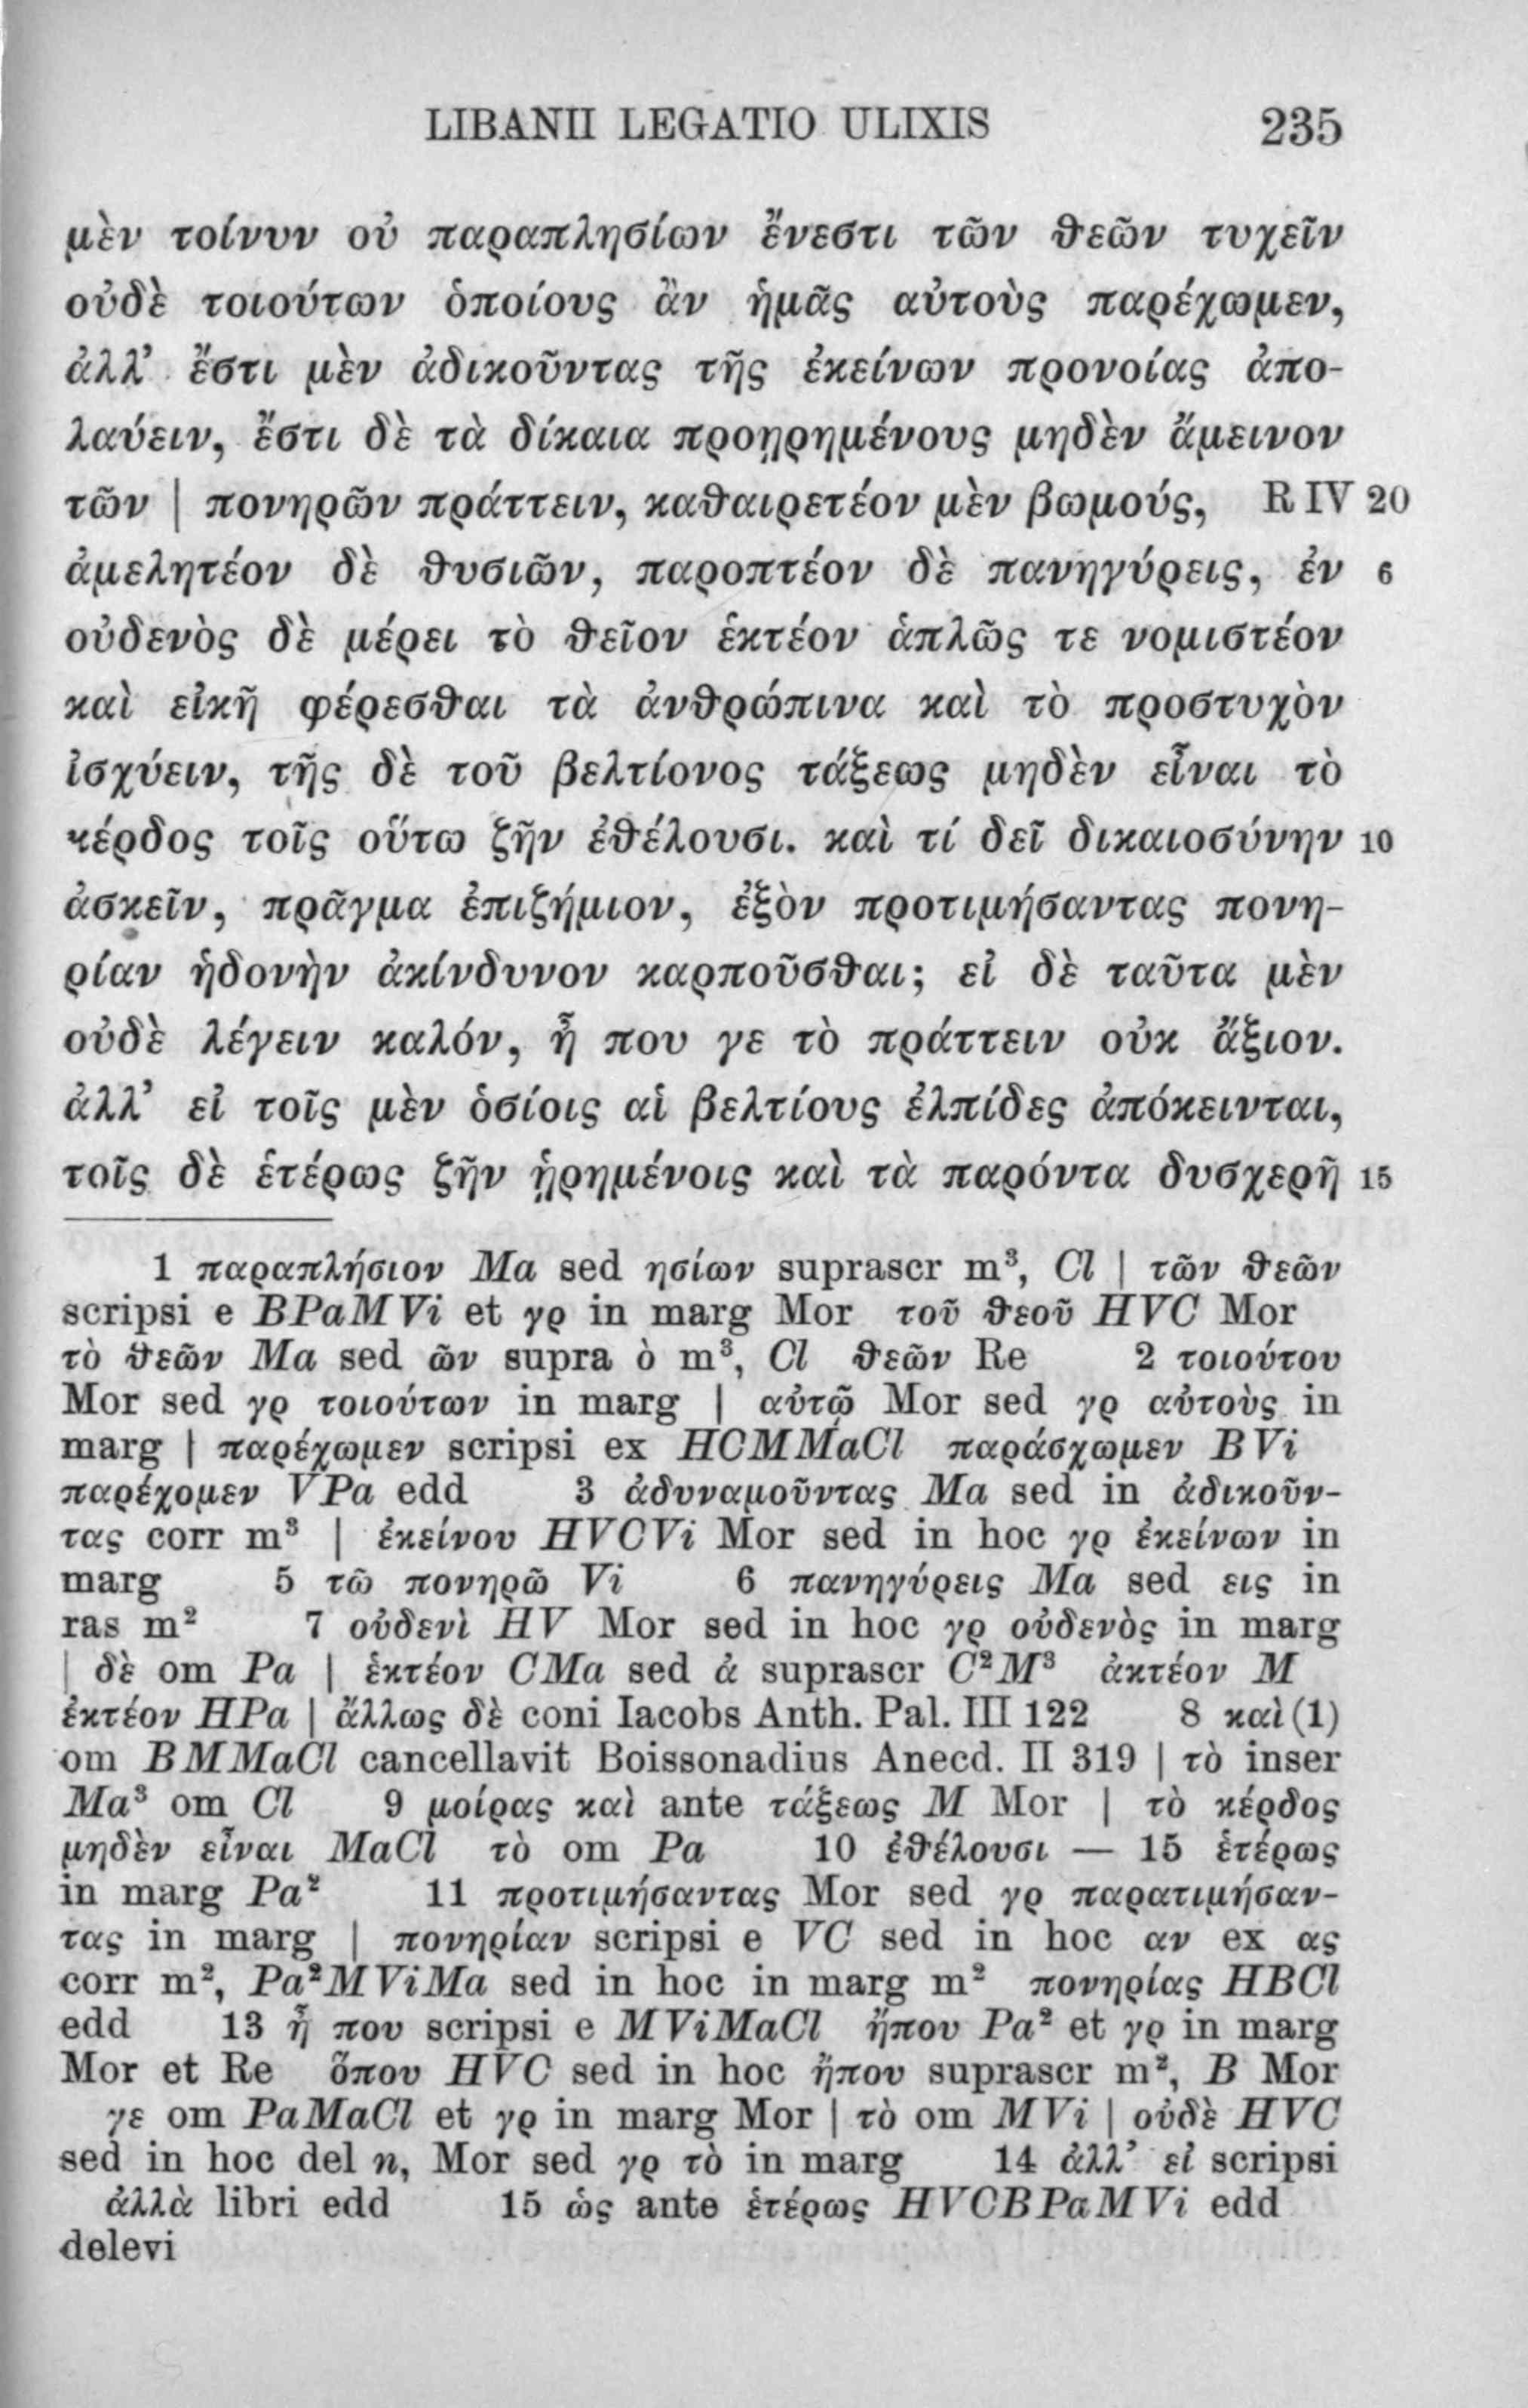 LIBANII LEGATIO ULIXIS 235
μὲν τοίνυν οὐ παραπλησίων ἔνεστι τῶν θεῶν τυχεῖν
οὐδὲ τοιούτων ὁποίους ἂν ἡμᾶς αὐτοὺς παρέχωμεν,
ἀλλ’ ἔστι μὲν ἀδικοῦντας τῆς ἐκείνων προνοίας ἀπο-
λαύειν, ἔστι δὲ τὰ δίκαια προῃρημένους μηδὲν ἄμεινον
τῶν | πονηρῶν πράττειν, καθαιρετέον μὲν βωμούς, R IV 20
ἀμελητέον δὲ θυσιῶν, παροπτέον δὲ πανηγύρεις, ἐν 6
οὐδενὸς δὲ μέρει τὸ θεῖον ἑκτέον ἁπλῶς τε νομιστέον
καὶ εἰκῆ φέρεσθαι τὰ ἀνθρώπινα καὶ τὸ προστυχὸν
ἰσχύειν, τῆς δὲ τοῦ βελτίονος τάξεως μηδὲν εἶναι τὸ
κέρδος τοῖς οὕτω ζῆν ἐθέλουσι. καὶ τί δεῖ δικαιοσύνην 10
ἀσκεῖν, πρᾶγμα ἐπιζήμιον, ἐξὸν προτιμήσαντας πονη-
ρίαν ἡδονὴν ἀκίνδυνον καρποῦσθαι; εἰ δὲ ταῦτα μὲν
οὐδὲ λέγειν καλόν, ἦ που γε τὸ πράττειν οὐκ ἄξιον.
ἀλλ’ εἰ τοῖς μὲν ὁσίοις αἱ βελτίους ἐλπίδες ἀπόκεινται,
τοῖς δὲ ἑτέρως ζῆν ᾑρημένοις καὶ τὰ παρόντα δυσχερῆ 15
1 παραπλήσιον Ma sed ησίων suprascr m³, Cl | τῶν θεῶν
scripsi e BPaMVi et γρ in marg Mor τοῦ θεοῦ HVC Mor
τὸ θεῶν Ma sed ῶν supra ὸ m³, Cl θεῶν Re 2 τοιούτου
Mor sed γρ τοιούτων in marg | αὐτῷ Mor sed γρ αὐτοὺς in
marg | παρέχωμεν scripsi ex HCMMaCl παράσχωμεν BVi
παρέχομεν VPa edd 3 ἀδυναμοῦντας Ma sed in ἀδικοῦν-
τας corr m³ | ἐκείνου HVCVi Mor sed in hoc γρ ἐκείνων in
marg 5 τῶ πονηρῶ Vi 6 πανηγύρεις Ma sed εις in
ras m² 7 οὐδενὶ HV Mor sed in hoc γρ οὐδενὸς in marg
| δὲ om Pa | ἑκτέον CMa sed ἀ suprascr C²M³ ἀκτέον M
ἐκτέον HPa | ἄλλως δὲ coni Iacobs Anth. Pal. III 122 8 καὶ (1)
om BMMaCl cancellavit Boissonadius Anecd. II 319 | τὸ inser
Ma³ om Cl 9 μοίρας καὶ ante τάξεως M Mor | τὸ κέρδος
μηδὲν εἶναι MaCl τὸ om Pa 10 ἐθέλουσι — 15 ἑτέρως
in marg Pa² 11 προτιμήσαντας Mor sed γρ παρατιμήσαν-
τας in marg | πονηρίαν scripsi e VC sed in hoc αν ex ας
corr m², Pa²MViMa sed in hoc in marg m² πονηρίας HBCl
edd 13 ἦ που scripsi e MViMaCl ἤπου Pa² et γρ in marg
Mor et Re ὅπου HVC sed in hoc ἤπου suprascr m², B Mor
γε om PaMaCl et γρ in marg Mor | τὸ om MVi | οὐδὲ HVC
sed in hoc del n, Mor sed γρ τὸ in marg 14 ἀλλ’ εἰ scripsi
ἀλλὰ libri edd 15 ὡς ante ἑτέρως HVCBPaMVi edd
delevi